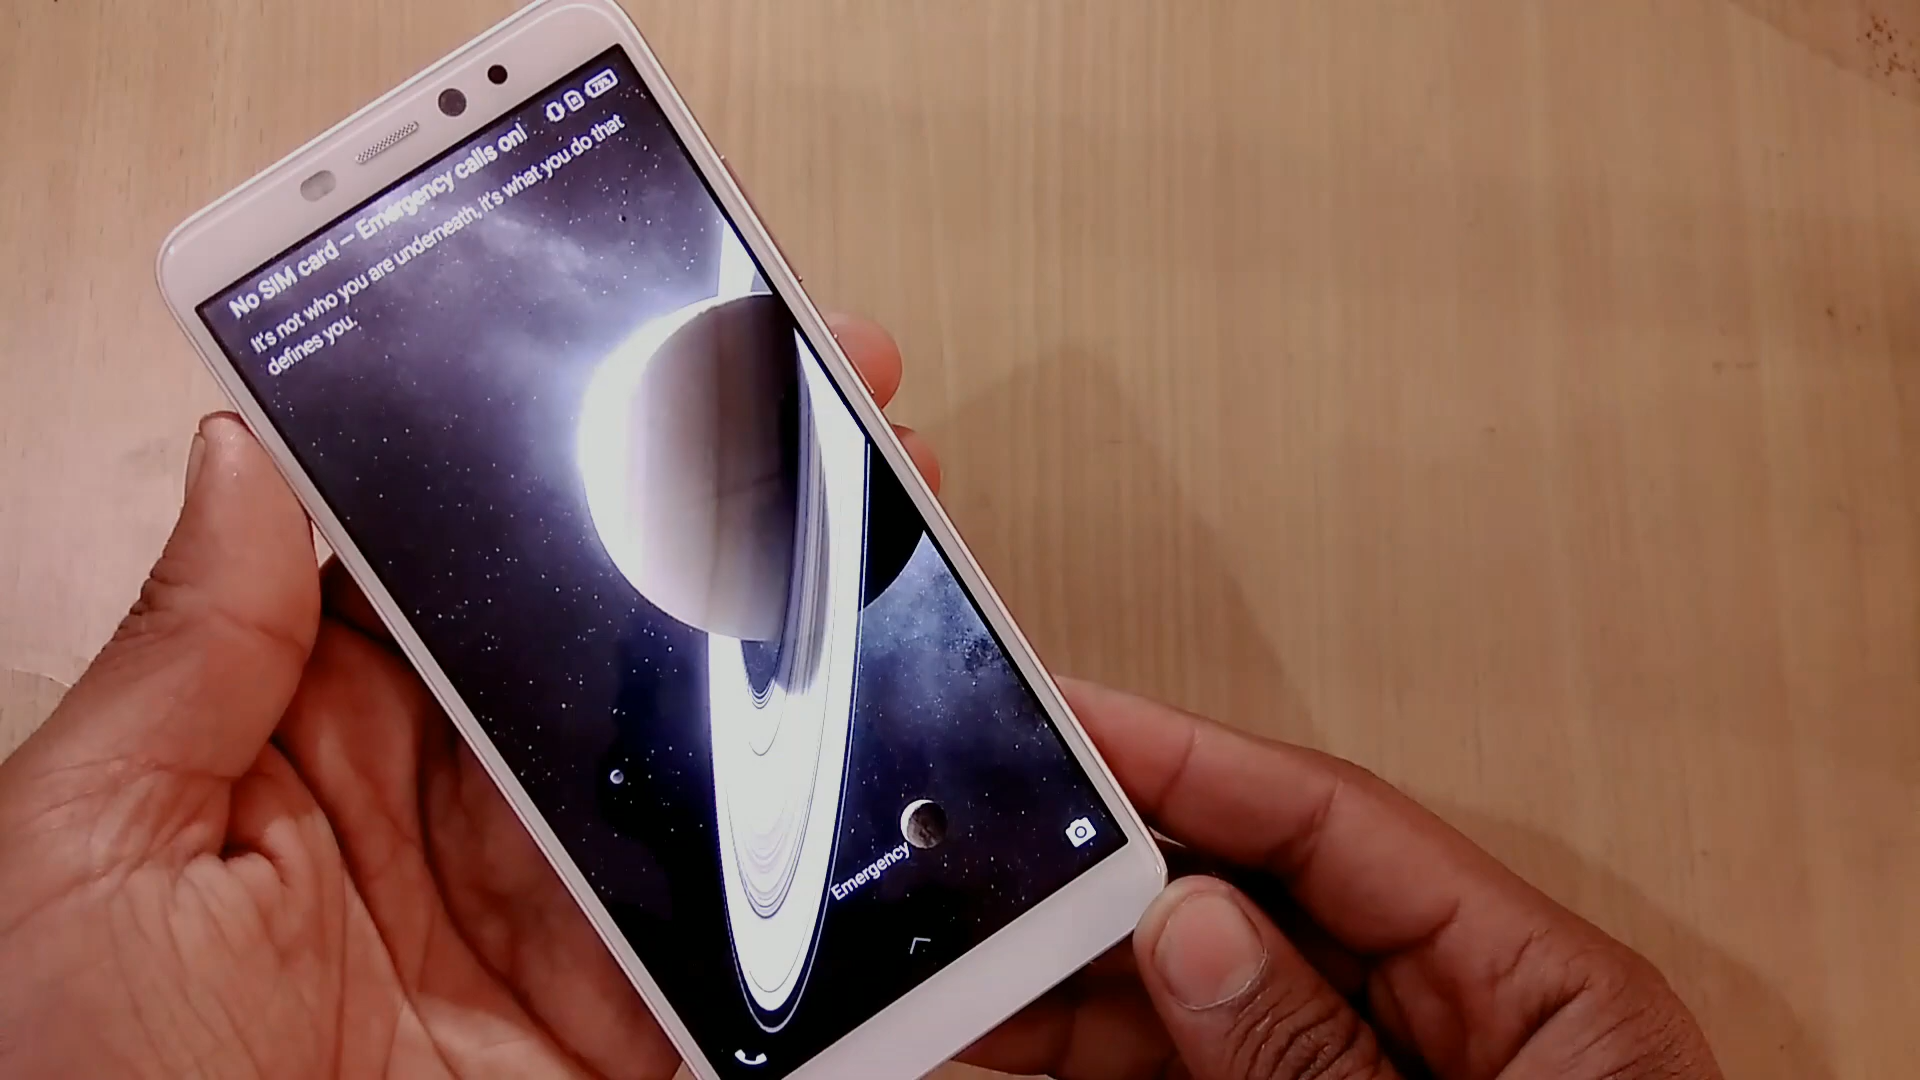 No SIM card — Emergency calls onl
79%
It's not who you are underneath, it's what you do that
defines you.
Emergency